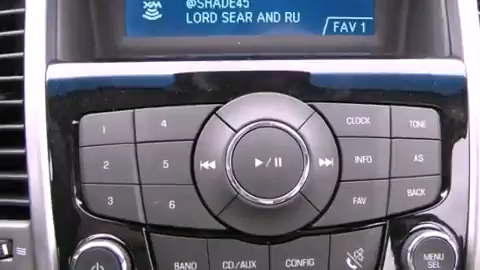 XM
@SHADE45
LORD SEAR AND RU
FAV 1
1
4
CLOCK
TONE
2
5
INFO
AS
3
6
FAV
BACK
BAND
CD/AUX
CONFIG
MENU
SEL